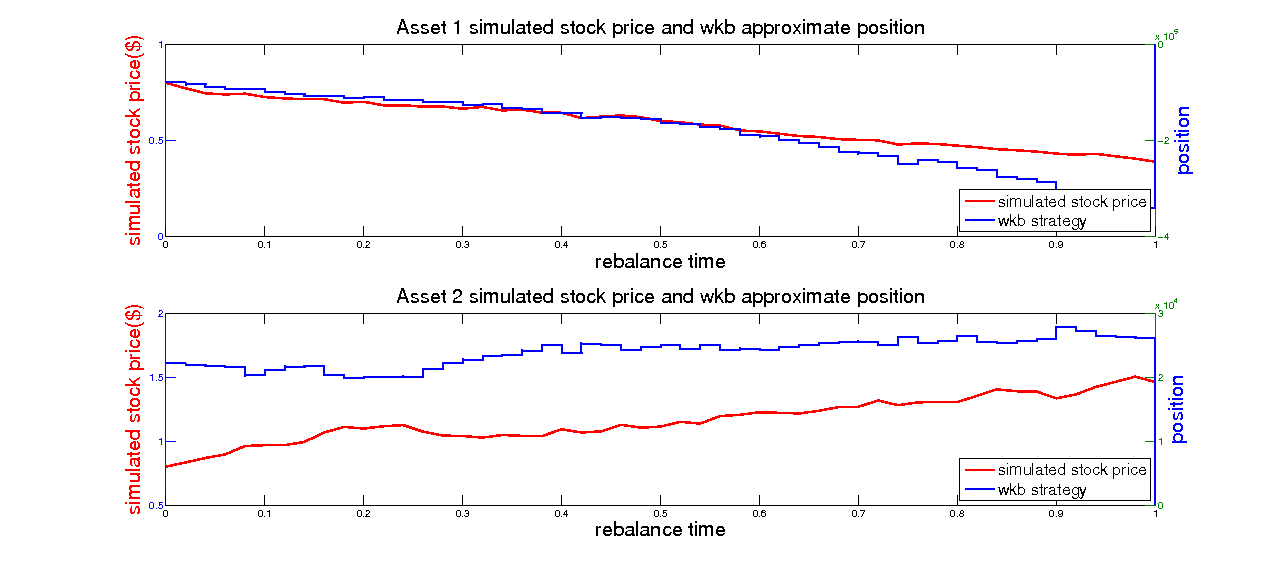 Asset 1 simulated stock price and wkb approximate position
x 10^5
simulated stock price($)
1
0.5
0
0
-2
-4
position
simulated stock price
wkb strategy
0 0.1 0.2 0.3 0.4 0.5 0.6 0.7 0.8 0.9 1
rebalance time
Asset 2 simulated stock price and wkb approximate position
x 10^4
simulated stock price($)
2
1.5
1
0.5
3
2
1
0
position
simulated stock price
wkb strategy
0 0.1 0.2 0.3 0.4 0.5 0.6 0.7 0.8 0.9 1
rebalance time